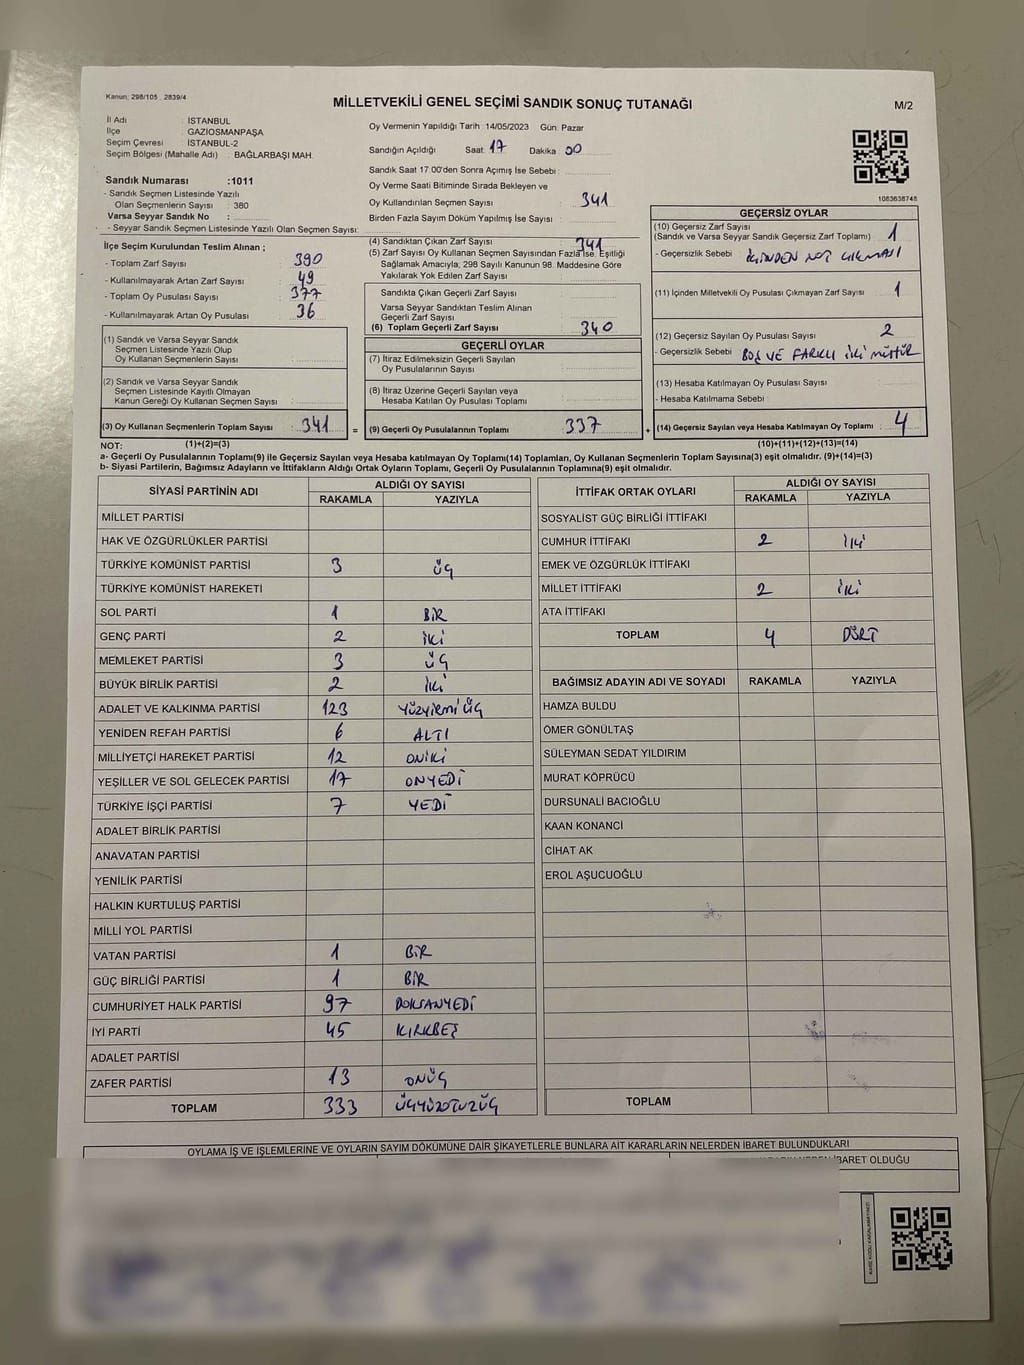 Kanun: 298/105 . 2839/4
MİLLETVEKİLİ GENEL SEÇİMİ SANDIK SONUÇ TUTANAĞI
M/2
İl Adı : İSTANBUL
İlçe : GAZİOSMANPAŞA
Seçim Çevresi : İSTANBUL-2
Seçim Bölgesi (Mahalle Adı) : BAĞLARBAŞI MAH.
Sandık Numarası :1011
- Sandık Seçmen Listesinde Yazılı
Olan Seçmenlerin Sayısı : 380
Varsa Seyyar Sandık No :
- Seyyar Sandık Seçmen Listesinde Yazılı Olan Seçmen Sayısı:
Oy Vermenin Yapıldığı Tarih :14/05/2023 Gün: Pazar
Sandığın Açıldığı Saat: 17 Dakika 00
Sandık Saat 17:00'den Sonra Açımış İse Sebebi :
Oy Verme Saati Bitiminde Sırada Bekleyen ve
Oy Kullandırılan Seçmen Sayısı : 341
Birden Fazla Sayım Döküm Yapılmış İse Sayısı :
1083638748
İlçe Seçim Kurulundan Teslim Alınan ;
- Toplam Zarf Sayısı : 390
- Kullanılmayarak Artan Zarf Sayısı : 49
- Toplam Oy Pusulası Sayısı : 377
- Kullanılmayarak Artan Oy Pusulası : 36
(4) Sandıktan Çıkan Zarf Sayısı : 341
(5) Zarf Sayısı Oy Kullanan Seçmen Sayısından Fazla İse, Eşitliği
Sağlamak Amacıyla; 298 Sayılı Kanunun 98. Maddesine Göre
Yakılarak Yok Edilen Zarf Sayısı :
Sandıkta Çıkan Geçerli Zarf Sayısı :
Varsa Seyyar Sandıktan Teslim Alınan
Geçerli Zarf Sayısı :
(6) Toplam Geçerli Zarf Sayısı : 340
GEÇERSİZ OYLAR
(10) Geçersiz Zarf Sayısı
(Sandık ve Varsa Seyyar Sandık Geçersiz Zarf Toplamı) : 1
- Geçersizlik Sebebi : İÇİNDEN NOT ÇIKMASI
(11) İçinden Milletvekili Oy Pusulası Çıkmayan Zarf Sayısı : 1
(12) Geçersiz Sayılan Oy Pusulası Sayısı : 2
- Geçersizlik Sebebi : BOŞ VE FARKLI İKİ MÜHÜR
(13) Hesaba Katılmayan Oy Pusulası Sayısı :
- Hesaba Katılmama Sebebi :
(14) Geçersiz Sayılan veya Hesaba Katılmayan Oy Toplamı : 4
(1) Sandık ve Varsa Seyyar Sandık
Seçmen Listesinde Yazılı Olup
Oy Kullanan Seçmenlerin Sayısı :
(2) Sandık ve Varsa Seyyar Sandık
Seçmen Listesinde Kayıtlı Olmayan
Kanun Gereği Oy Kullanan Seçmen Sayısı :
(3) Oy Kullanan Seçmenlerin Toplam Sayısı : 341 =
GEÇERLİ OYLAR
(7) İtiraz Edilmeksizin Geçerli Sayılan
Oy Pusulalarının Sayısı :
(8) İtiraz Üzerine Geçerli Sayılan veya
Hesaba Katılan Oy Pusulası Toplamı :
(9) Geçerli Oy Pusulalarının Toplamı : 337 +
NOT: (1)+(2)=(3)
(10)+(11)+(12)+(13)=(14)
a- Geçerli Oy Pusulalarının Toplamı(9) ile Geçersiz Sayılan veya Hesaba Katılmayan Oy Toplamı(14) Toplamları, Oy Kullanan Seçmenlerin Toplam Sayısına(3) eşit olmalıdır. (9)+(14)=(3)
b- Siyasi Partilerin, Bağımsız Adayların ve İttifakların Aldığı Ortak Oyların Toplamı, Geçerli Oy Pusulalarının Toplamına(9) eşit olmalıdır.
SİYASİ PARTİNİN ADI ALDIĞI OY SAYISI
RAKAMLA YAZIYLA
MİLLET PARTİSİ
HAK VE ÖZGÜRLÜKLER PARTİSİ
TÜRKİYE KOMÜNİST PARTİSİ 3 ÜÇ
TÜRKİYE KOMÜNİST HAREKETİ
SOL PARTİ 1 BİR
GENÇ PARTİ 2 İKİ
MEMLEKET PARTİSİ 3 ÜÇ
BÜYÜK BİRLİK PARTİSİ 2 İKİ
ADALET VE KALKINMA PARTİSİ 123 YÜZYİRMİ ÜÇ
YENİDEN REFAH PARTİSİ 6 ALTI
MİLLİYETÇİ HAREKET PARTİSİ 12 ONİKİ
YEŞİLLER VE SOL GELECEK PARTİSİ 17 ONYEDİ
TÜRKİYE İŞÇİ PARTİSİ 7 YEDİ
ADALET BİRLİK PARTİSİ
ANAVATAN PARTİSİ
YENİLİK PARTİSİ
HALKIN KURTULUŞ PARTİSİ
MİLLİ YOL PARTİSİ
VATAN PARTİSİ 1 BİR
GÜÇ BİRLİĞİ PARTİSİ 1 BİR
CUMHURİYET HALK PARTİSİ 97 DOKSANYEDİ
İYİ PARTİ 45 KIRKBEŞ
ADALET PARTİSİ
ZAFER PARTİSİ 13 ONÜÇ
TOPLAM 333 ÜÇYÜZOTUZÜÇ
İTTİFAK ORTAK OYLARI ALDIĞI OY SAYISI
RAKAMLA YAZIYLA
SOSYALİST GÜÇ BİRLİĞİ İTTİFAKI
CUMHUR İTTİFAKI 2 İKİ
EMEK VE ÖZGÜRLÜK İTTİFAKI
MİLLET İTTİFAKI 2 İKİ
ATA İTTİFAKI
TOPLAM 4 DÖRT
BAĞIMSIZ ADAYIN ADI VE SOYADI RAKAMLA YAZIYLA
HAMZA BULDU
ÖMER GÖNÜLTAŞ
SÜLEYMAN SEDAT YILDIRIM
MURAT KÖPRÜCÜ
DURSUNALİ BACIOĞLU
KAAN KONANCİ
CİHAT AK
EROL AŞUCUOĞLU
TOPLAM
OYLAMA İŞ VE İŞLEMLERİNE VE OYLARIN SAYIM DÖKÜMÜNE DAİR ŞİKAYETLERLE BUNLARA AİT KARARLARIN NELERDEN İBARET BULUNDUKLARI
İBARET OLDUĞU